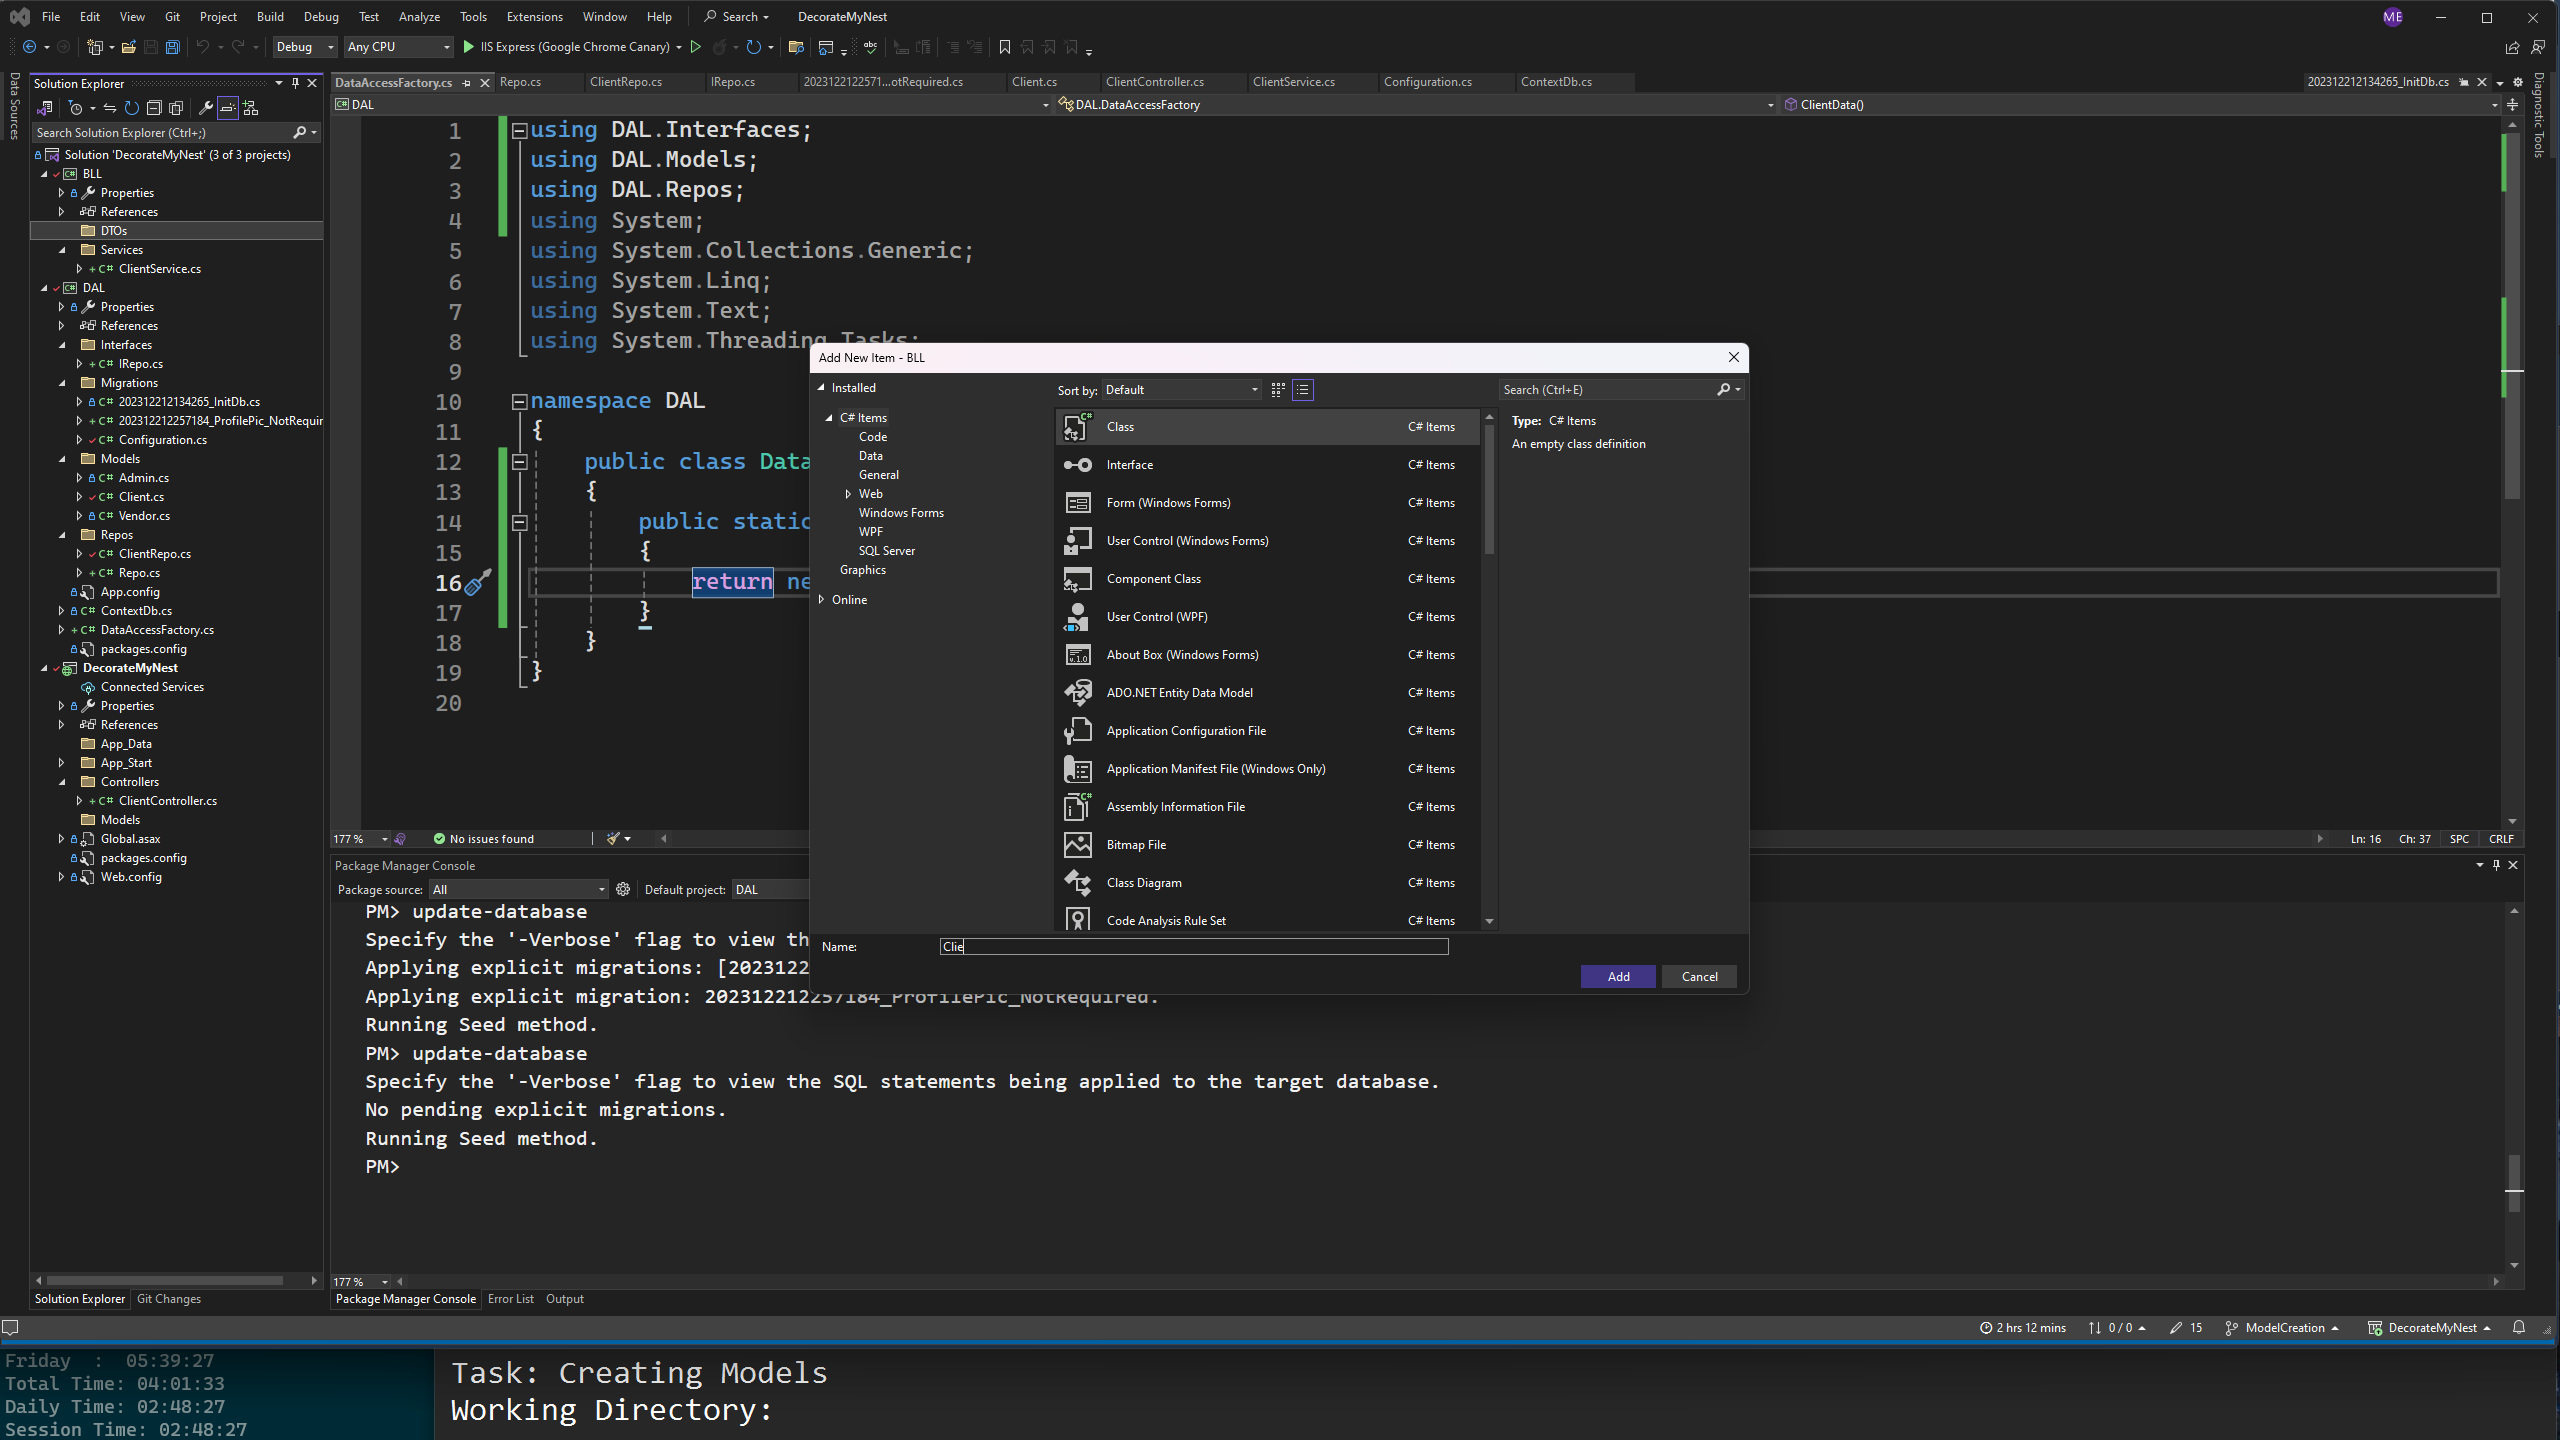 File Edit View Git Project Build Debug Test Analyze Tools Extensions Window Help Search DecorateMyNest ME
Debug Any CPU IIS Express (Google Chrome Canary)
Data Sources
Solution Explorer
Search Solution Explorer (Ctrl+;)
Solution 'DecorateMyNest' (3 of 3 projects)
BLL
Properties
References
DTOs
Services
ClientService.cs
DAL
Properties
References
Interfaces
IRepo.cs
Migrations
202312212134265_InitDb.cs
202312212257184_ProfilePic_NotRequir
Configuration.cs
Models
Admin.cs
Client.cs
Vendor.cs
Repos
ClientRepo.cs
Repo.cs
App.config
ContextDb.cs
DataAccessFactory.cs
packages.config
DecorateMyNest
Connected Services
Properties
References
App_Data
App_Start
Controllers
ClientController.cs
Models
Global.asax
packages.config
Web.config
Solution Explorer Git Changes
DataAccessFactory.cs Repo.cs ClientRepo.cs IRepo.cs 2023122122571...otRequired.cs Client.cs ClientController.cs ClientService.cs Configuration.cs ContextDb.cs 202312212134265_InitDb.cs
DAL DAL.DataAccessFactory ClientData()
Diagnostic Tools
1 using DAL.Interfaces;
2 using DAL.Models;
3 using DAL.Repos;
4 using System;
5 using System.Collections.Generic;
6 using System.Linq;
7 using System.Text;
8 using System.Threading.Tasks;
9
10 namespace DAL
11 {
12 public class Data
13 {
14 public static
15 {
16 return ne
17 }
18 }
19 }
20
177 % No issues found Ln: 16 Ch: 37 SPC CRLF
Add New Item - BLL
Installed
C# Items
Code
Data
General
Web
Windows Forms
WPF
SQL Server
Graphics
Online
Sort by: Default
Class C# Items
Interface C# Items
Form (Windows Forms) C# Items
User Control (Windows Forms) C# Items
Component Class C# Items
User Control (WPF) C# Items
About Box (Windows Forms) C# Items
ADO.NET Entity Data Model C# Items
Application Configuration File C# Items
Application Manifest File (Windows Only) C# Items
Assembly Information File C# Items
Bitmap File C# Items
Class Diagram C# Items
Code Analysis Rule Set C# Items
Search (Ctrl+E)
Type: C# Items
An empty class definition
Name: Clie
Add Cancel
Package Manager Console
Package source: All Default project: DAL
PM> update-database
Specify the '-Verbose' flag to view th
Applying explicit migrations: [2023122
Applying explicit migration: 202312212257184_ProfilePic_NotRequired.
Running Seed method.
PM> update-database
Specify the '-Verbose' flag to view the SQL statements being applied to the target database.
No pending explicit migrations.
Running Seed method.
PM>
177 %
Package Manager Console Error List Output
2 hrs 12 mins 0 / 0 15 ModelCreation DecorateMyNest
Friday : 05:39:27
Total Time: 04:01:33
Daily Time: 02:48:27
Session Time: 02:48:27
Task: Creating Models
Working Directory: